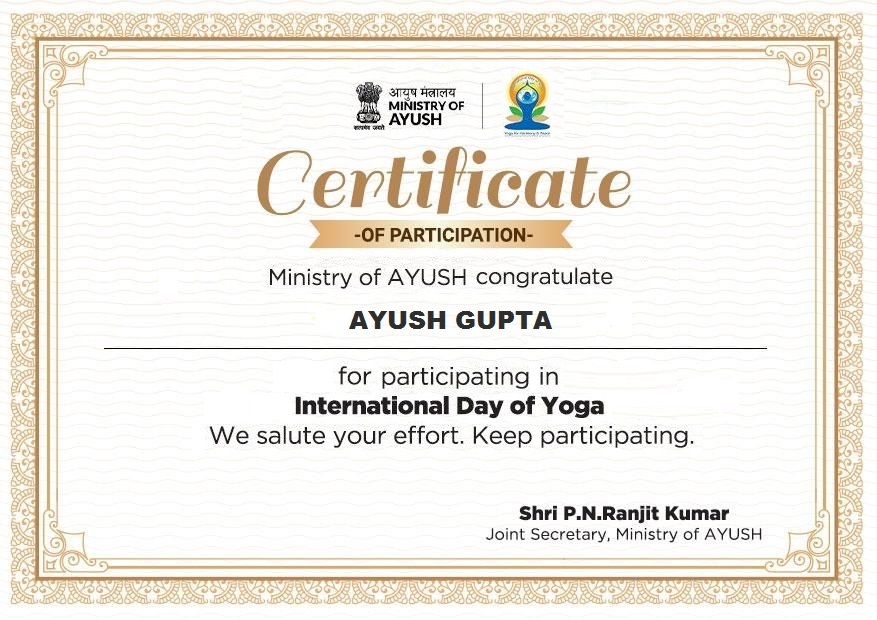 आयुष मंत्रालय
MINISTRY OF
AYUSH
सत्यमेव जयते
Yoga for Harmony & Peace
Certificate
-OF PARTICIPATION-
Ministry of AYUSH congratulate
AYUSH GUPTA
for participating in
International Day of Yoga
We salute your effort. Keep participating.
Shri P.N.Ranjit Kumar
Joint Secretary, Ministry of AYUSH